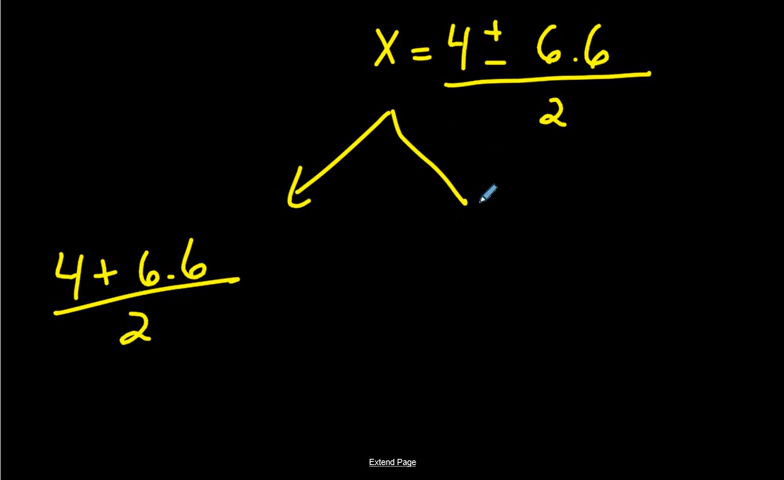 X = 4 ± 6.6
2
4 + 6.6
2
Extend Page